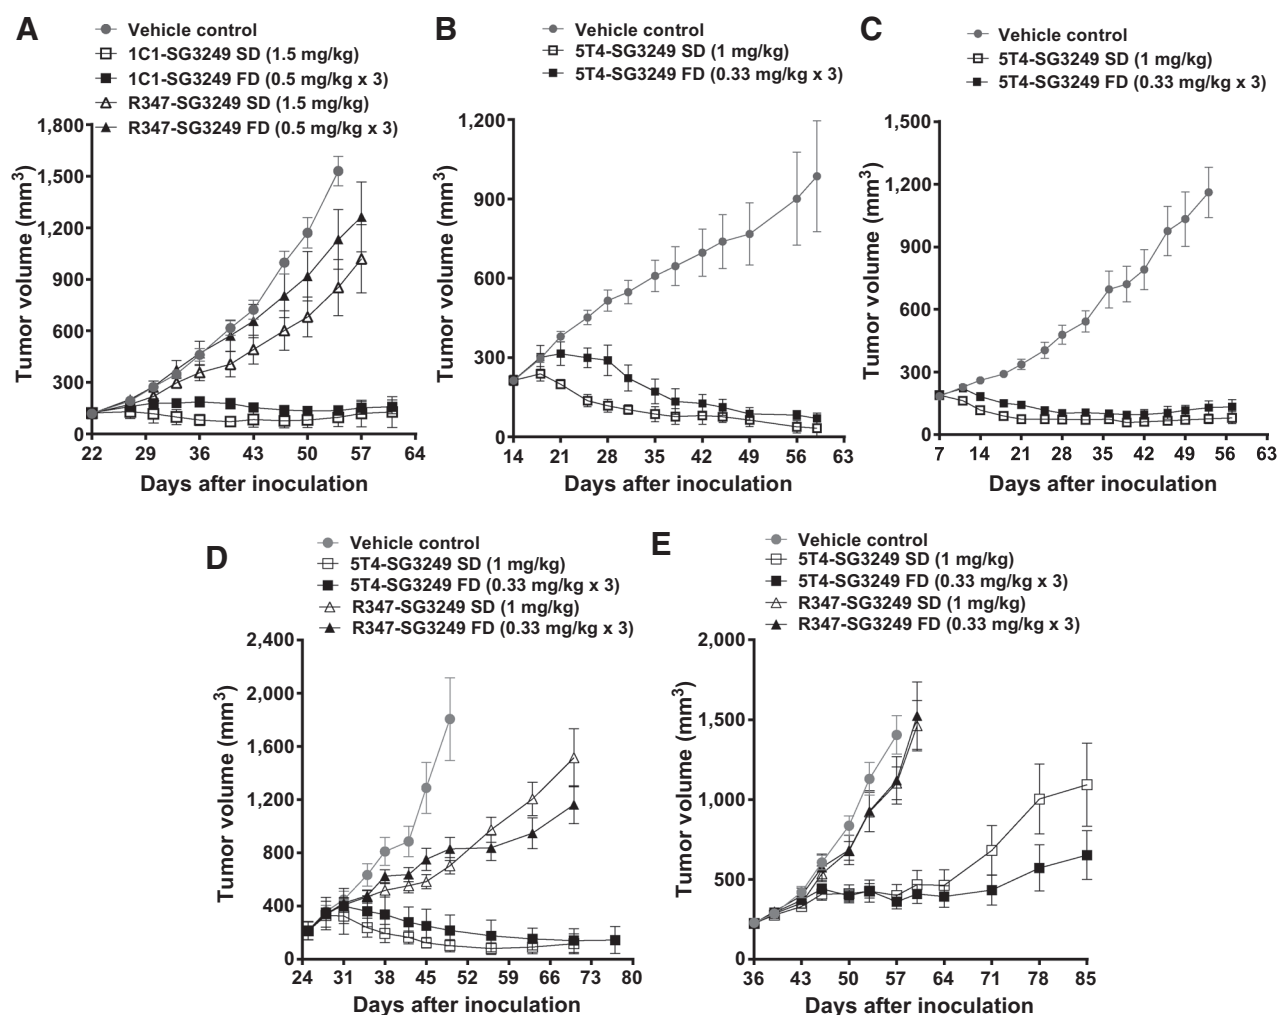 A
Vehicle control
1C1-SG3249 SD (1.5 mg/kg)
1C1-SG3249 FD (0.5 mg/kg x 3)
R347-SG3249 SD (1.5 mg/kg)
R347-SG3249 FD (0.5 mg/kg x 3)
Tumor volume (mm³)
1,800
1,500
1,200
900
600
300
0
22 29 36 43 50 57 64
Days after inoculation
B
Vehicle control
5T4-SG3249 SD (1 mg/kg)
5T4-SG3249 FD (0.33 mg/kg x 3)
Tumor volume (mm³)
1,200
900
600
300
0
14 21 28 35 42 49 56 63
Days after inoculation
C
Vehicle control
5T4-SG3249 SD (1 mg/kg)
5T4-SG3249 FD (0.33 mg/kg x 3)
Tumor volume (mm³)
1,500
1,200
900
600
300
0
7 14 21 28 35 42 49 56 63
Days after inoculation
D
Vehicle control
5T4-SG3249 SD (1 mg/kg)
5T4-SG3249 FD (0.33 mg/kg x 3)
R347-SG3249 SD (1 mg/kg)
R347-SG3249 FD (0.33 mg/kg x 3)
Tumor volume (mm³)
2,400
2,000
1,600
1,200
800
400
0
24 31 38 45 52 59 66 73 80
Days after inoculation
E
Vehicle control
5T4-SG3249 SD (1 mg/kg)
5T4-SG3249 FD (0.33 mg/kg x 3)
R347-SG3249 SD (1 mg/kg)
R347-SG3249 FD (0.33 mg/kg x 3)
Tumor volume (mm³)
2,000
1,500
1,000
500
0
36 43 50 57 64 71 78 85
Days after inoculation